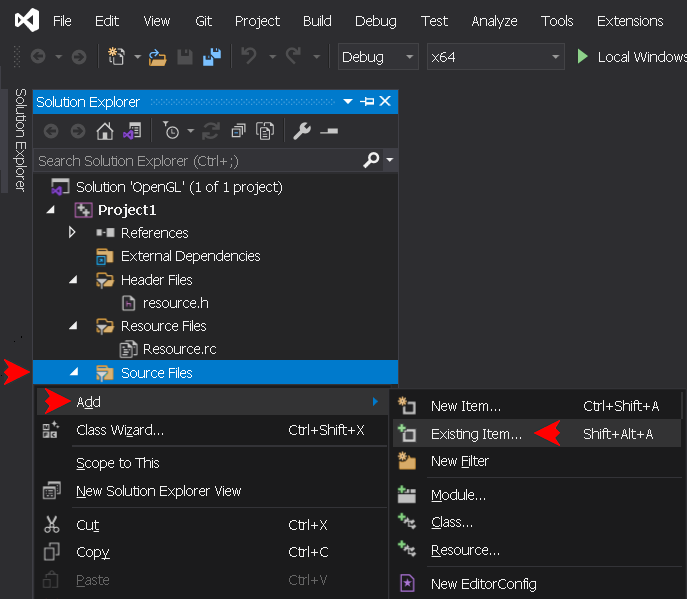 File Edit View Git Project Build Debug Test Analyze Tools Extensions
Debug x64 Local Windows
Solution Explorer
Solution Explorer
Search Solution Explorer (Ctrl+;)
Solution 'OpenGL' (1 of 1 project)
Project1
References
External Dependencies
Header Files
resource.h
Resource Files
Resource.rc
Source Files
Add
Class Wizard... Ctrl+Shift+X
Scope to This
New Solution Explorer View
Cut Ctrl+X
Copy Ctrl+C
Paste Ctrl+V
New Item... Ctrl+Shift+A
Existing Item... Shift+Alt+A
New Filter
Module...
Class...
Resource...
New EditorConfig